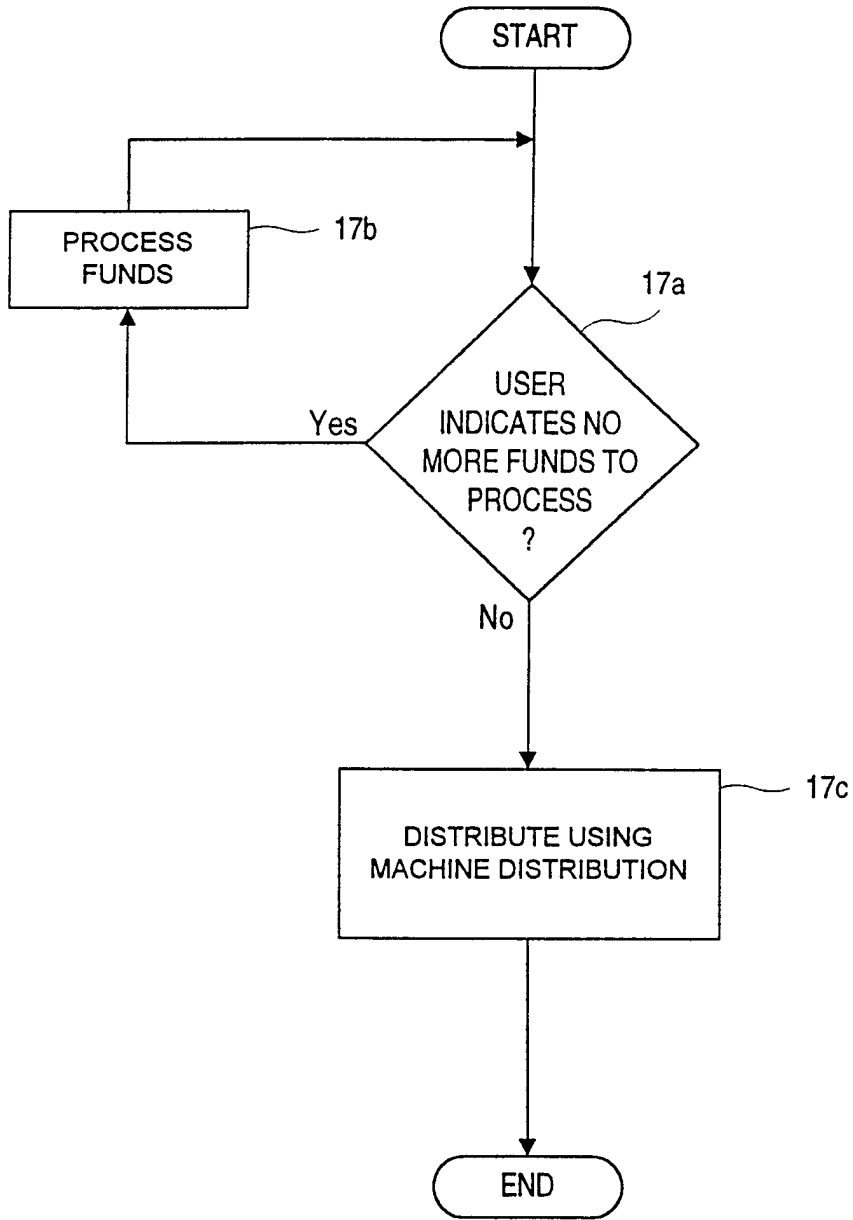 START
PROCESS
FUNDS
17b
17a
USER
INDICATES NO
MORE FUNDS TO
PROCESS
?
Yes
No
17c
DISTRIBUTE USING
MACHINE DISTRIBUTION
END